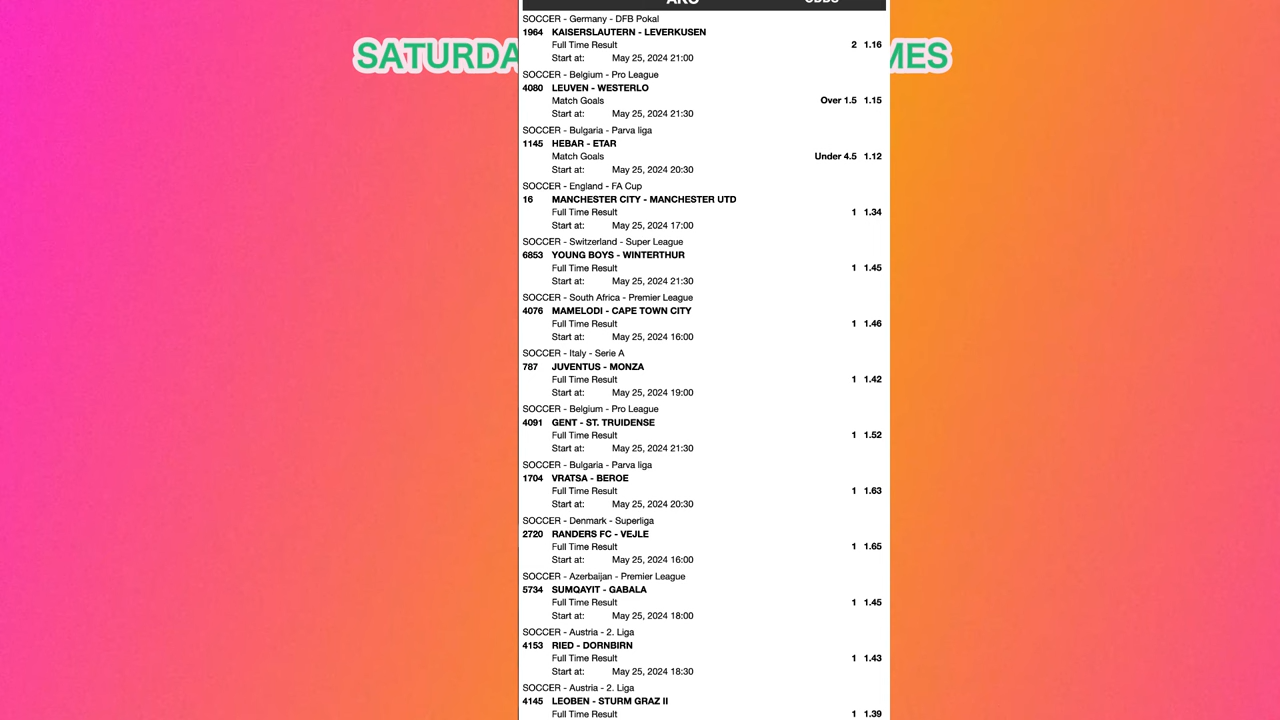 SATURDA
MES
SOCCER - Germany - DFB Pokal
1964 KAISERSLAUTERN - LEVERKUSEN
Full Time Result 2 1.16
Start at: May 25, 2024 21:00
SOCCER - Belgium - Pro League
4080 LEUVEN - WESTERLO
Match Goals Over 1.5 1.15
Start at: May 25, 2024 21:30
SOCCER - Bulgaria - Parva liga
1145 HEBAR - ETAR
Match Goals Under 4.5 1.12
Start at: May 25, 2024 20:30
SOCCER - England - FA Cup
16 MANCHESTER CITY - MANCHESTER UTD
Full Time Result 1 1.34
Start at: May 25, 2024 17:00
SOCCER - Switzerland - Super League
6853 YOUNG BOYS - WINTERTHUR
Full Time Result 1 1.45
Start at: May 25, 2024 21:30
SOCCER - South Africa - Premier League
4076 MAMELODI - CAPE TOWN CITY
Full Time Result 1 1.46
Start at: May 25, 2024 16:00
SOCCER - Italy - Serie A
787 JUVENTUS - MONZA
Full Time Result 1 1.42
Start at: May 25, 2024 19:00
SOCCER - Belgium - Pro League
4091 GENT - ST. TRUIDENSE
Full Time Result 1 1.52
Start at: May 25, 2024 21:30
SOCCER - Bulgaria - Parva liga
1704 VRATSA - BEROE
Full Time Result 1 1.63
Start at: May 25, 2024 20:30
SOCCER - Denmark - Superliga
2720 RANDERS FC - VEJLE
Full Time Result 1 1.65
Start at: May 25, 2024 16:00
SOCCER - Azerbaijan - Premier League
5734 SUMQAYIT - GABALA
Full Time Result 1 1.45
Start at: May 25, 2024 18:00
SOCCER - Austria - 2. Liga
4153 RIED - DORNBIRN
Full Time Result 1 1.43
Start at: May 25, 2024 18:30
SOCCER - Austria - 2. Liga
4145 LEOBEN - STURM GRAZ II
Full Time Result 1 1.39